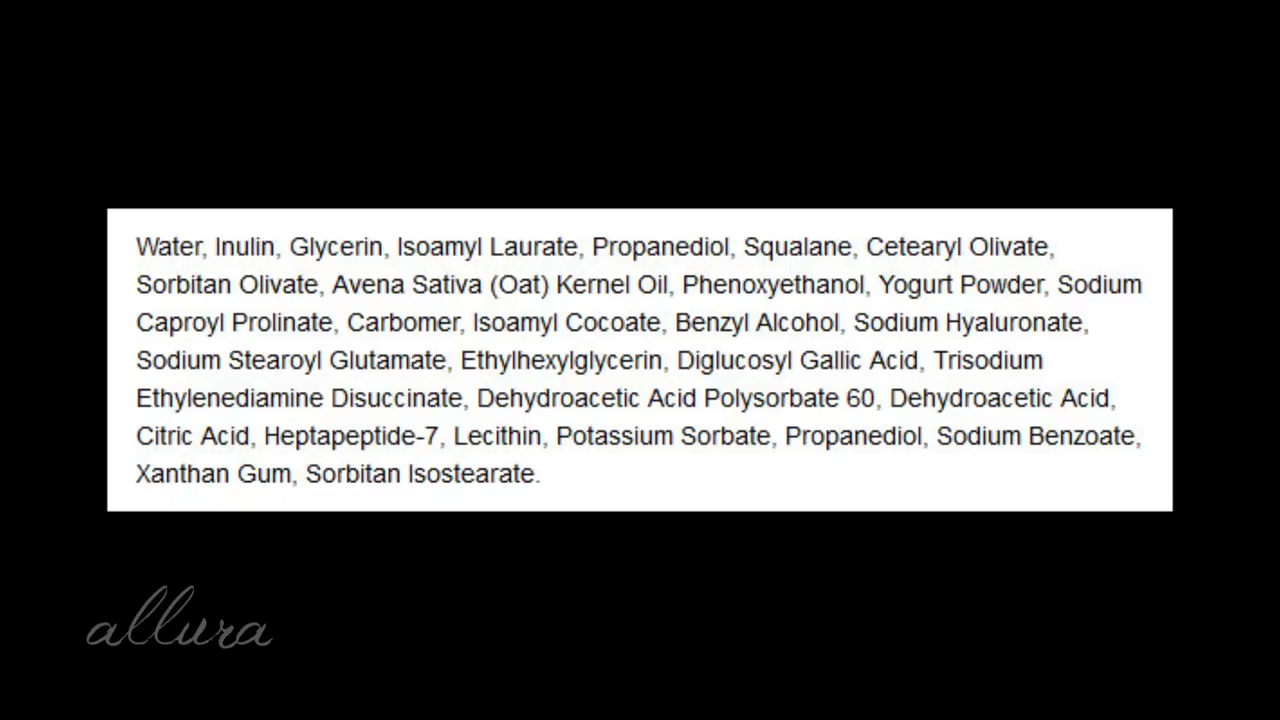 Water, Inulin, Glycerin, Isoamyl Laurate, Propanediol, Squalane, Cetearyl Olivate,
Sorbitan Olivate, Avena Sativa (Oat) Kernel Oil, Phenoxyethanol, Yogurt Powder, Sodium
Caproyl Prolinate, Carbomer, Isoamyl Cocoate, Benzyl Alcohol, Sodium Hyaluronate,
Sodium Stearoyl Glutamate, Ethylhexylglycerin, Diglucosyl Gallic Acid, Trisodium
Ethylenediamine Disuccinate, Dehydroacetic Acid Polysorbate 60, Dehydroacetic Acid,
Citric Acid, Heptapeptide-7, Lecithin, Potassium Sorbate, Propanediol, Sodium Benzoate,
Xanthan Gum, Sorbitan Isostearate.
allura